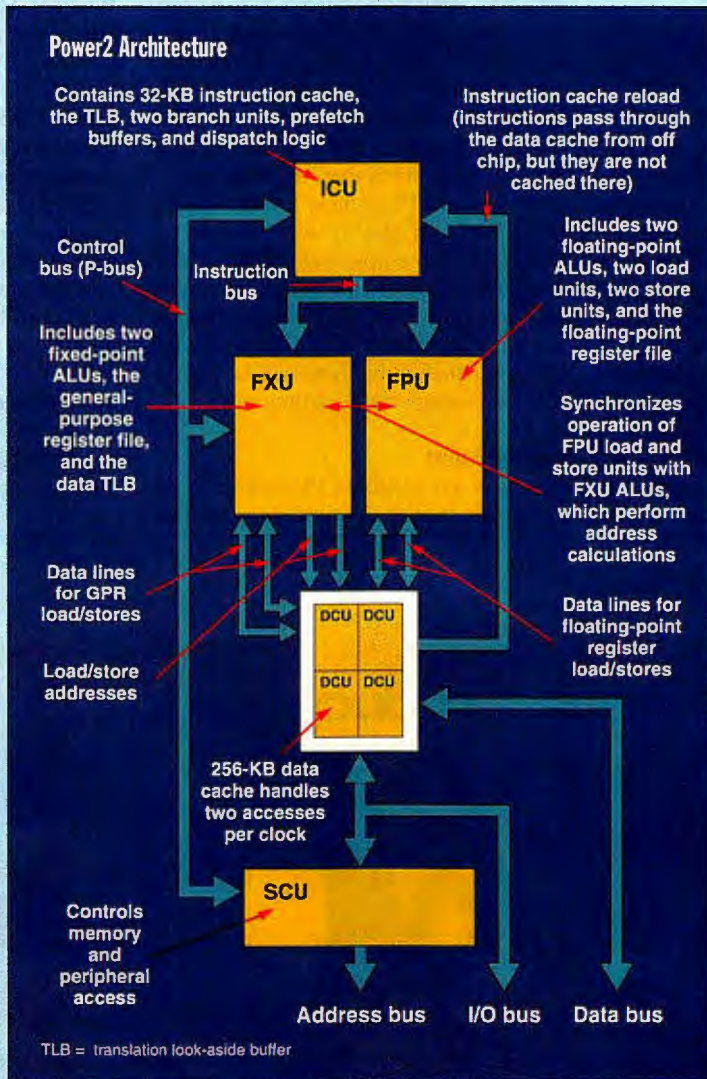 Power2 Architecture
Contains 32-KB instruction cache,
the TLB, two branch units, prefetch
buffers, and dispatch logic
Instruction cache reload
(instructions pass through
the data cache from off
chip, but they are not
cached there)
ICU
Control
bus (P-bus)
Instruction
bus
Includes two
floating-point
ALUs, two load
units, two store
units, and the
floating-point
register file
Includes two
fixed-point
ALUs, the
general-
purpose
register file,
and the
data TLB
FXU
FPU
Synchronizes
operation of
FPU load and
store units with
FXU ALUs,
which perform
address
calculations
Data lines
for GPR
load/stores
Load/store
addresses
DCU DCU
DCU DCU
Data lines for
floating-point
register
load/stores
256-KB data
cache handles
two accesses
per clock
SCU
Controls
memory
and
peripheral
access
Address bus
I/O bus
Data bus
TLB = translation look-aside buffer